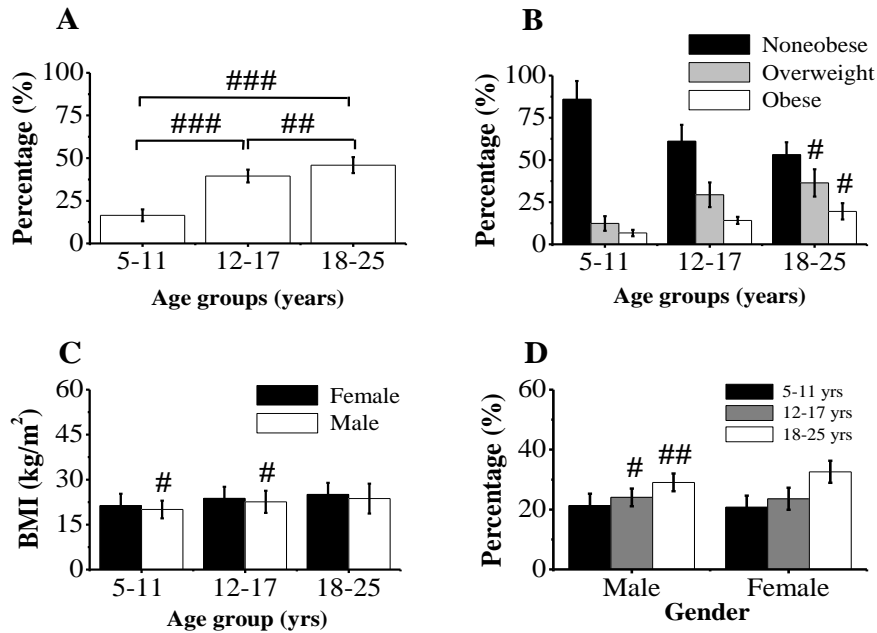 A
Percentage (%)
100
75
50
25
0
###
###
##
5-11
12-17
18-25
Age groups (years)
B
Noneobese
Overweight
Obese
Percentage (%)
100
75
50
25
0
#
#
5-11
12-17
18-25
Age groups (years)
C
Female
Male
BMI (kg/m²)
60
45
30
15
0
#
#
5-11
12-17
18-25
Age group (yrs)
D
5-11 yrs
12-17 yrs
18-25 yrs
Percentage (%)
60
40
20
0
#
##
Male
Female
Gender